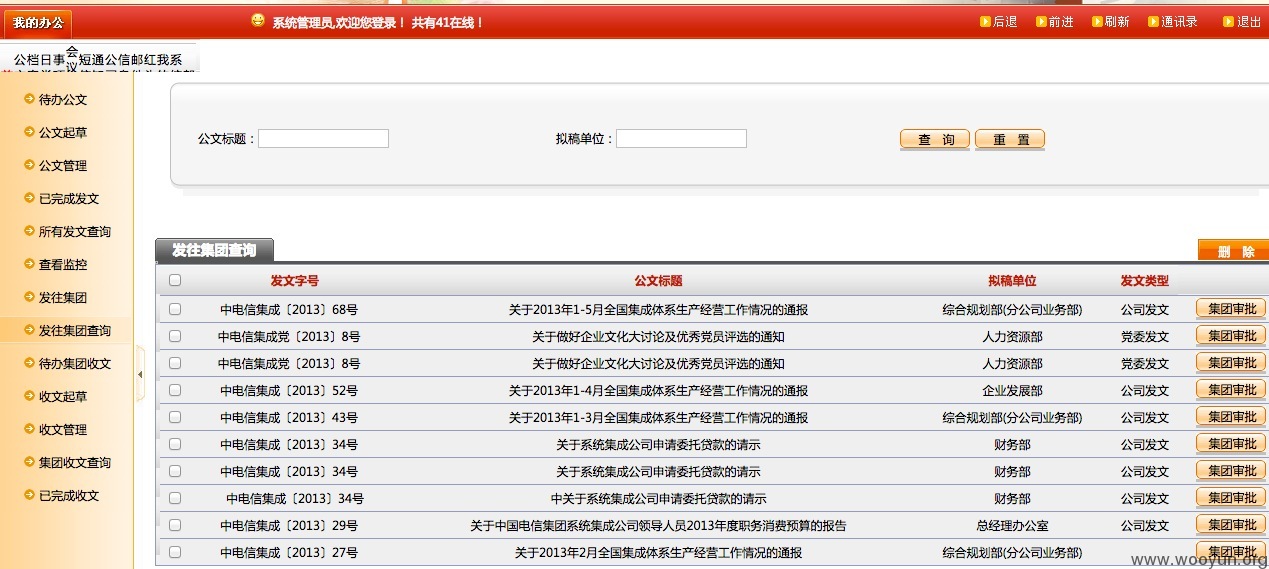 我的办公
系统管理员,欢迎您登录！ 共有41在线！
后退 前进 刷新 通讯录 退出
会
公档日事议短通公信邮红我系
待办公文
公文起草
公文管理
已完成发文
所有发文查询
查看监控
发往集团
发往集团查询
待办集团收文
收文起草
收文管理
集团收文查询
已完成收文
公文标题： 拟稿单位： 查 询 重 置
发往集团查询 删 除
发文字号 公文标题 拟稿单位 发文类型
中电信集成〔2013〕68号 关于2013年1-5月全国集成体系生产经营工作情况的通报 综合规划部(分公司业务部) 公司发文 集团审批
中电信集成党〔2013〕8号 关于做好企业文化大讨论及优秀党员评选的通知 人力资源部 党委发文 集团审批
中电信集成党〔2013〕8号 关于做好企业文化大讨论及优秀党员评选的通知 人力资源部 党委发文 集团审批
中电信集成〔2013〕52号 关于2013年1-4月全国集成体系生产经营工作情况的通报 企业发展部 公司发文 集团审批
中电信集成〔2013〕43号 关于2013年1-3月全国集成体系生产经营工作情况的通报 综合规划部(分公司业务部) 公司发文 集团审批
中电信集成〔2013〕34号 关于系统集成公司申请委托贷款的请示 财务部 公司发文 集团审批
中电信集成〔2013〕34号 关于系统集成公司申请委托贷款的请示 财务部 公司发文 集团审批
中电信集成〔2013〕34号 中关于系统集成公司申请委托贷款的请示 财务部 公司发文 集团审批
中电信集成〔2013〕29号 关于中国电信集团系统集成公司领导人员2013年度职务消费预算的报告 总经理办公室 公司发文 集团审批
中电信集成〔2013〕27号 关于2013年2月全国集成体系生产经营工作情况的通报 综合规划部(分公司业务部) 公司发文 集团审批
www.wooyun.org